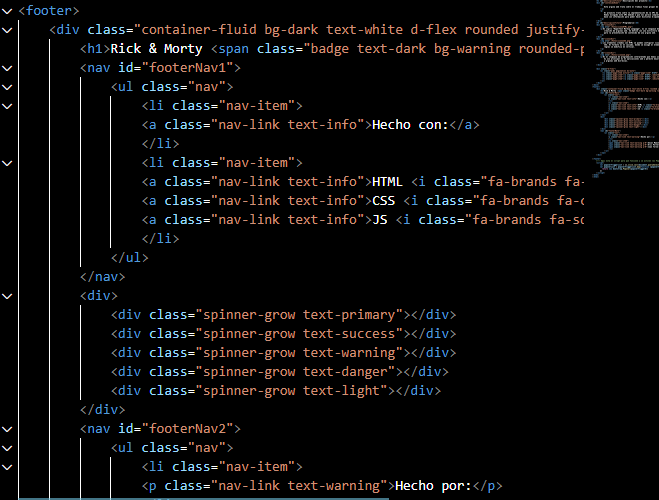 <footer>
<div class="container-fluid bg-dark text-white d-flex rounded justify-
<h1>Rick & Morty <span class="badge text-dark bg-warning rounded-p
<nav id="footerNav1">
<ul class="nav">
<li class="nav-item">
<a class="nav-link text-info">Hecho con:</a>
</li>
<li class="nav-item">
<a class="nav-link text-info">HTML <i class="fa-brands fa-
<a class="nav-link text-info">CSS <i class="fa-brands fa-c
<a class="nav-link text-info">JS <i class="fa-brands fa-sq
</li>
</ul>
</nav>
<div>
<div class="spinner-grow text-primary"></div>
<div class="spinner-grow text-success"></div>
<div class="spinner-grow text-warning"></div>
<div class="spinner-grow text-danger"></div>
<div class="spinner-grow text-light"></div>
</div>
<nav id="footerNav2">
<ul class="nav">
<li class="nav-item">
<p class="nav-link text-warning">Hecho por:</p>